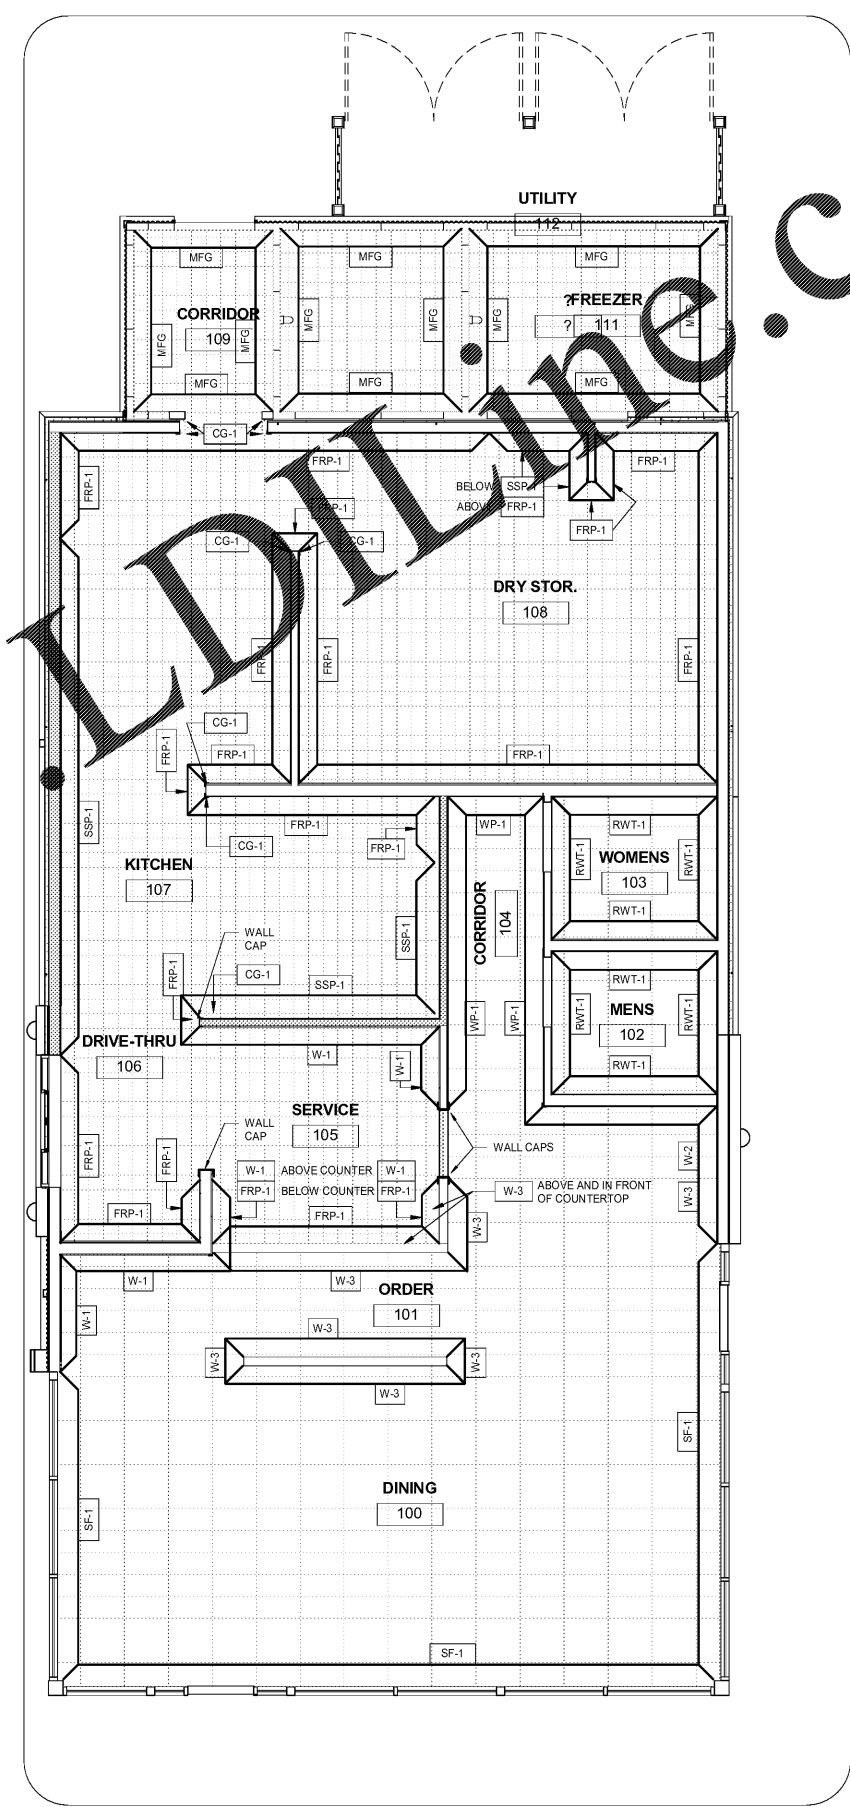 UTILITY
112
MFG
MFG
MFG
CORRIDOR
109
?FREEZER
? 111
MFG
MFG
MFG
MFG
MFG
MFG
MFG
MFG
MFG
CG-1
FRP-1
FRP-1
FRP-1
BELOW SSP-1
ABOVE FRP-1
FRP-1
FRP-1
CG-1
CG-1
DRY STOR.
108
FRP-1
FRP-1
FRP-1
CG-1
FRP-1
FRP-1
FRP-1
.LDILine.c
SSP-1
FRP-1
CG-1
FRP-1
WP-1
RWT-1
KITCHEN
107
CORRIDOR
104
RWT-1
WOMENS
103
RWT-1
RWT-1
WALL
CAP
SSP-1
FRP-1
CG-1
SSP-1
RWT-1
WP-1
WP-1
RWT-1
MENS
102
RWT-1
RWT-1
DRIVE-THRU
106
W-1
W-1
SERVICE
105
WALL
CAP
WALL CAPS
FRP-1
FRP-1
W-1 ABOVE COUNTER W-1
FRP-1 BELOW COUNTER FRP-1
W-3 ABOVE AND IN FRONT
OF COUNTERTOP
W-2
W-3
FRP-1
FRP-1
W-3
W-1
W-3
ORDER
101
W-1
W-3
W-3
W-3
W-3
SF-1
DINING
100
SF-1
SF-1